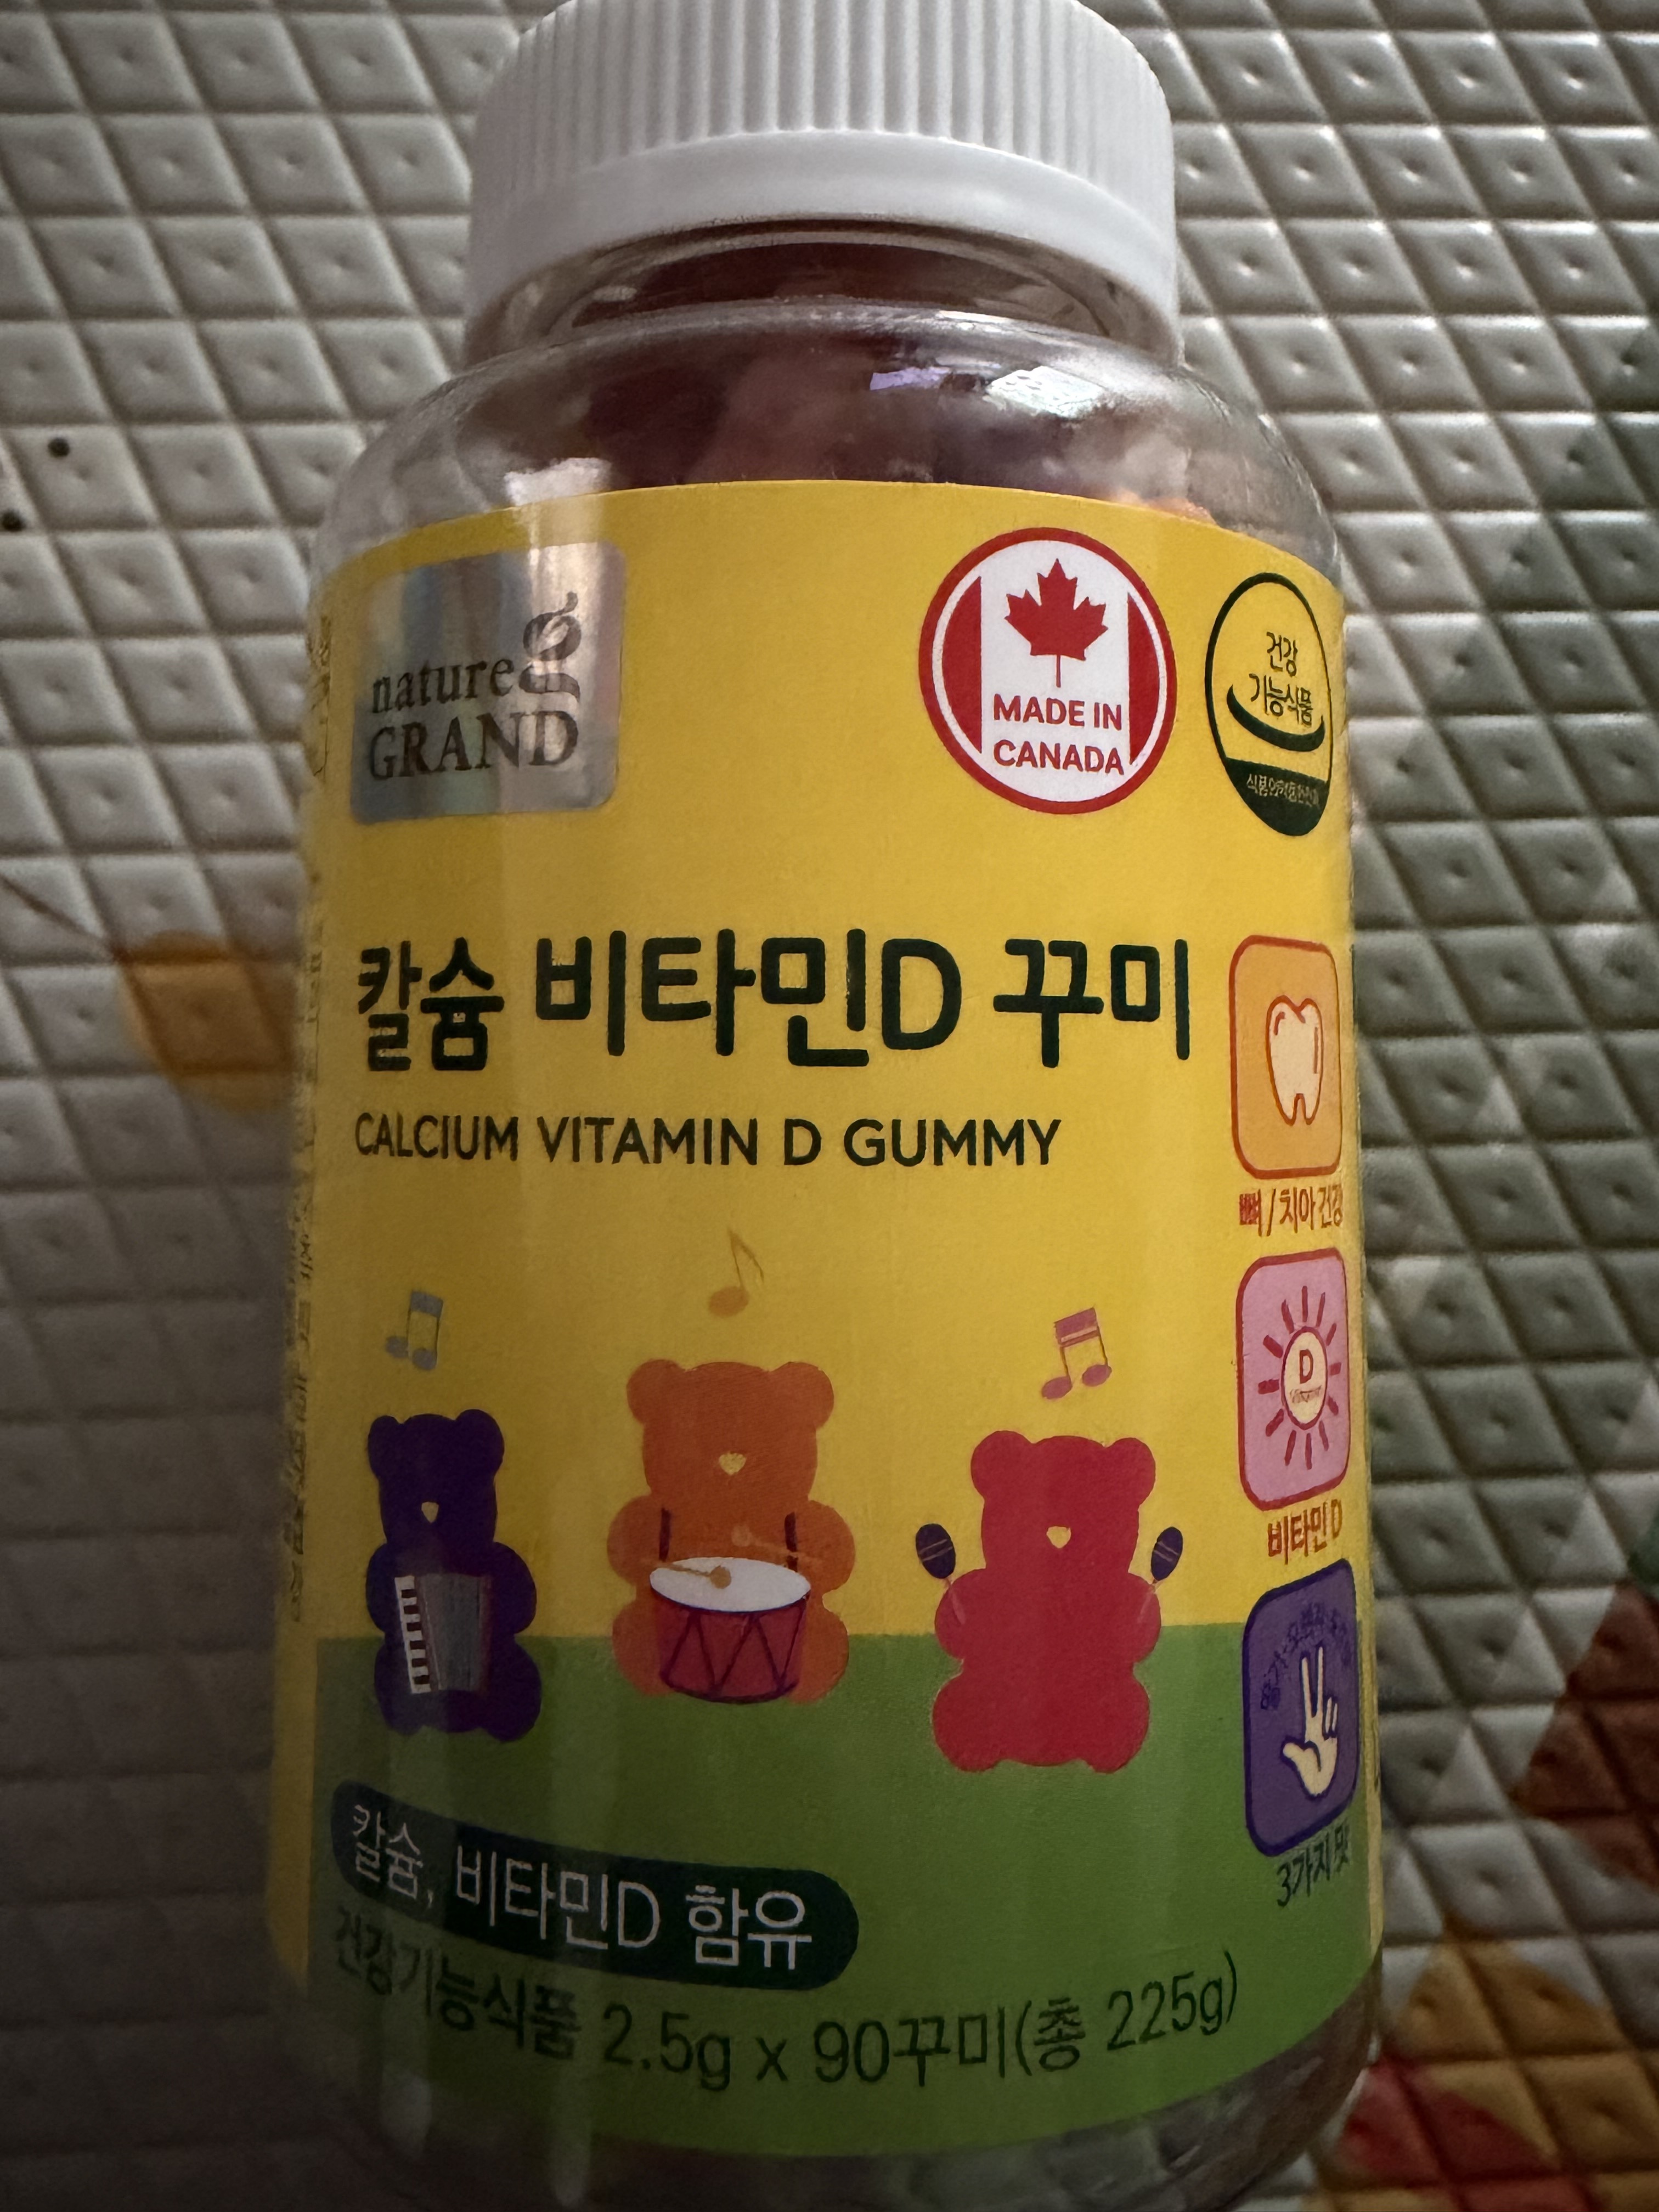 nature
GRAND
MADE IN
CANADA
건강
기능식품
칼슘 비타민D 꾸미
CALCIUM VITAMIN D GUMMY
뼈/치아 건강
D
Vitamin
비타민 D
3가지 맛
칼슘, 비타민D 함유
건강기능식품 2.5g x 90꾸미(총 225g)